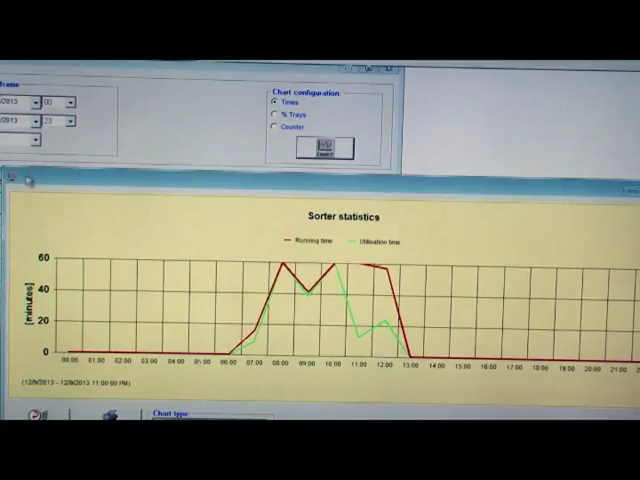 frame
/2013 00
/2013 23
Chart configuration:
Times
% Trays
Counter
Sorter statistics
Running time Utilisation time
60
40
20
0
[minutes]
00:00 01:00 02:00 03:00 04:00 05:00 06:00 07:00 08:00 09:00 10:00 11:00 12:00 13:00 14:00 15:00 16:00 17:00 18:00 19:00 20:00 21:00
(12/9/2013 - 12/9/2013 11:00:00 PM)
Chart type: